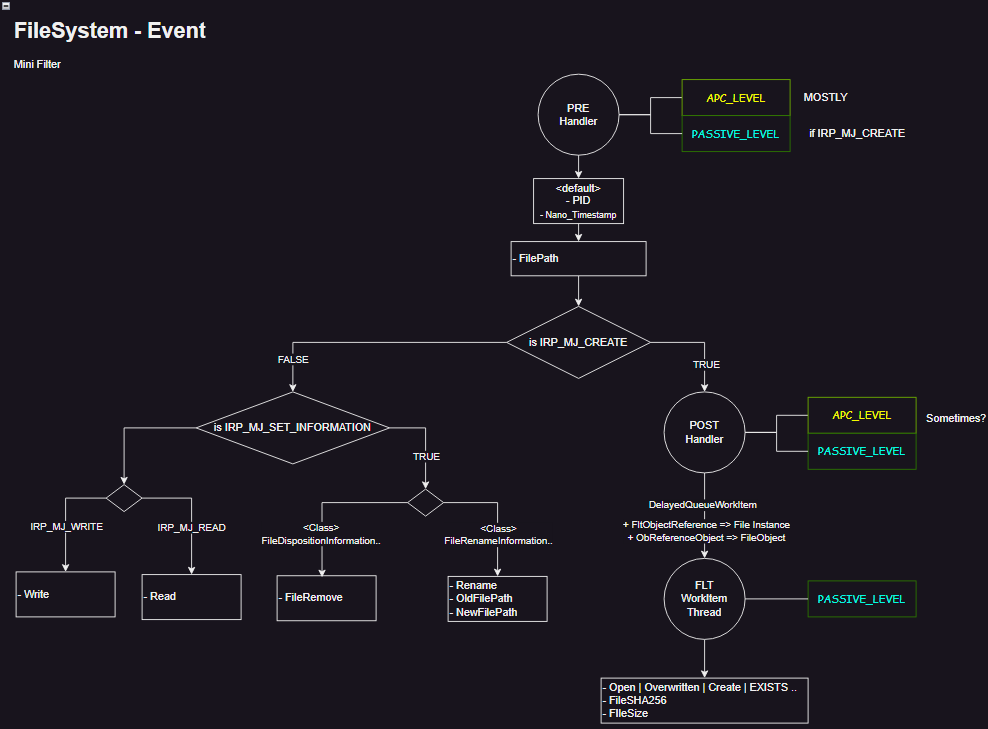 FileSystem - Event
Mini Filter
PRE
Handler
APC_LEVEL
MOSTLY
PASSIVE_LEVEL
if IRP_MJ_CREATE
<default>
- PID
- Nano_Timestamp
- FilePath
is IRP_MJ_CREATE
FALSE
TRUE
is IRP_MJ_SET_INFORMATION
POST
Handler
APC_LEVEL
Sometimes?
PASSIVE_LEVEL
TRUE
IRP_MJ_WRITE
IRP_MJ_READ
<Class>
FileDispositionInformation..
<Class>
FileRenameInformation..
DelayedQueueWorkItem
+ FltObjectReference => File Instance
+ ObReferenceObject => FileObject
- Write
- Read
- FileRemove
- Rename
- OldFilePath
- NewFilePath
FLT
WorkItem
Thread
PASSIVE_LEVEL
- Open | Overwritten | Create | EXISTS ..
- FileSHA256
- FIleSize